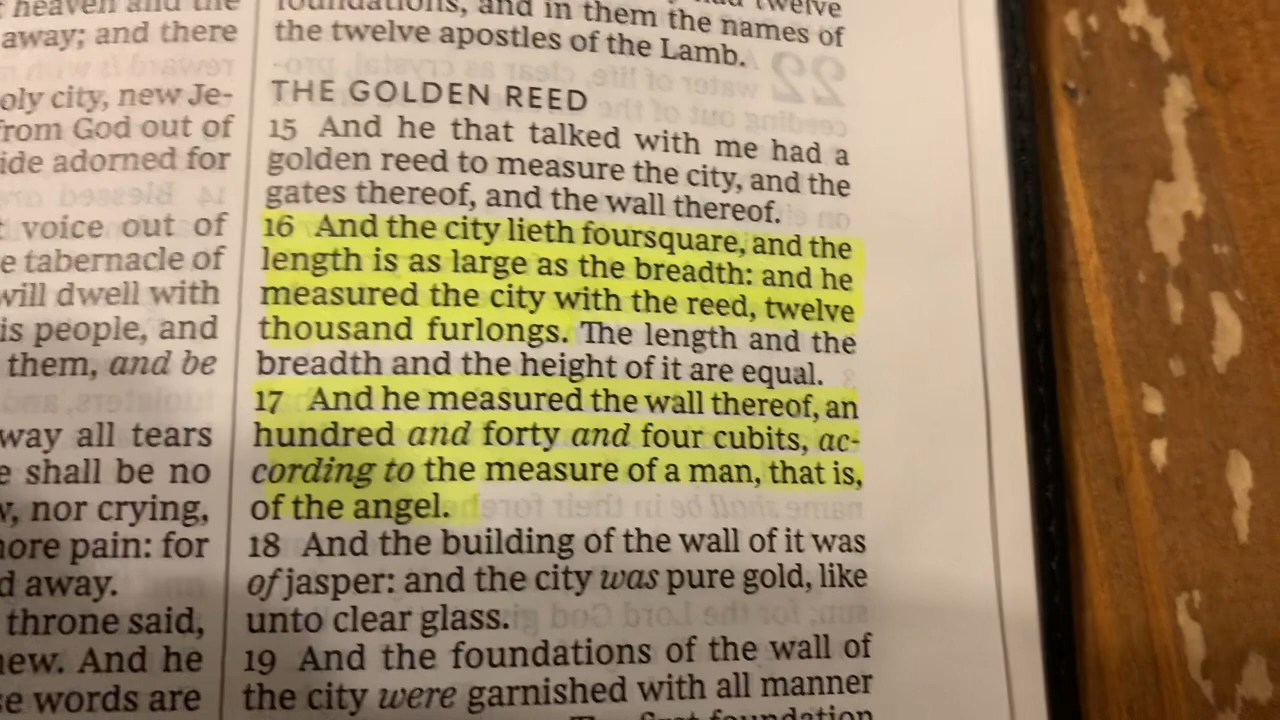 heaven and the
away; and there
oly city, new Je-
from God out of
ide adorned for
voice out of
e tabernacle of
will dwell with
is people, and
them, and be
way all tears
e shall be no
, nor crying,
ore pain: for
d away.
throne said,
ew. And he
e words are
foundations, and in them the names of
the twelve apostles of the Lamb.
THE GOLDEN REED
15 And he that talked with me had a
golden reed to measure the city, and the
gates thereof, and the wall thereof.
16 And the city lieth foursquare, and the
length is as large as the breadth: and he
measured the city with the reed, twelve
thousand furlongs. The length and the
breadth and the height of it are equal.
17 And he measured the wall thereof, an
hundred and forty and four cubits, ac-
cording to the measure of a man, that is,
of the angel.
18 And the building of the wall of it was
of jasper: and the city was pure gold, like
unto clear glass.
19 And the foundations of the wall of
the city were garnished with all manner